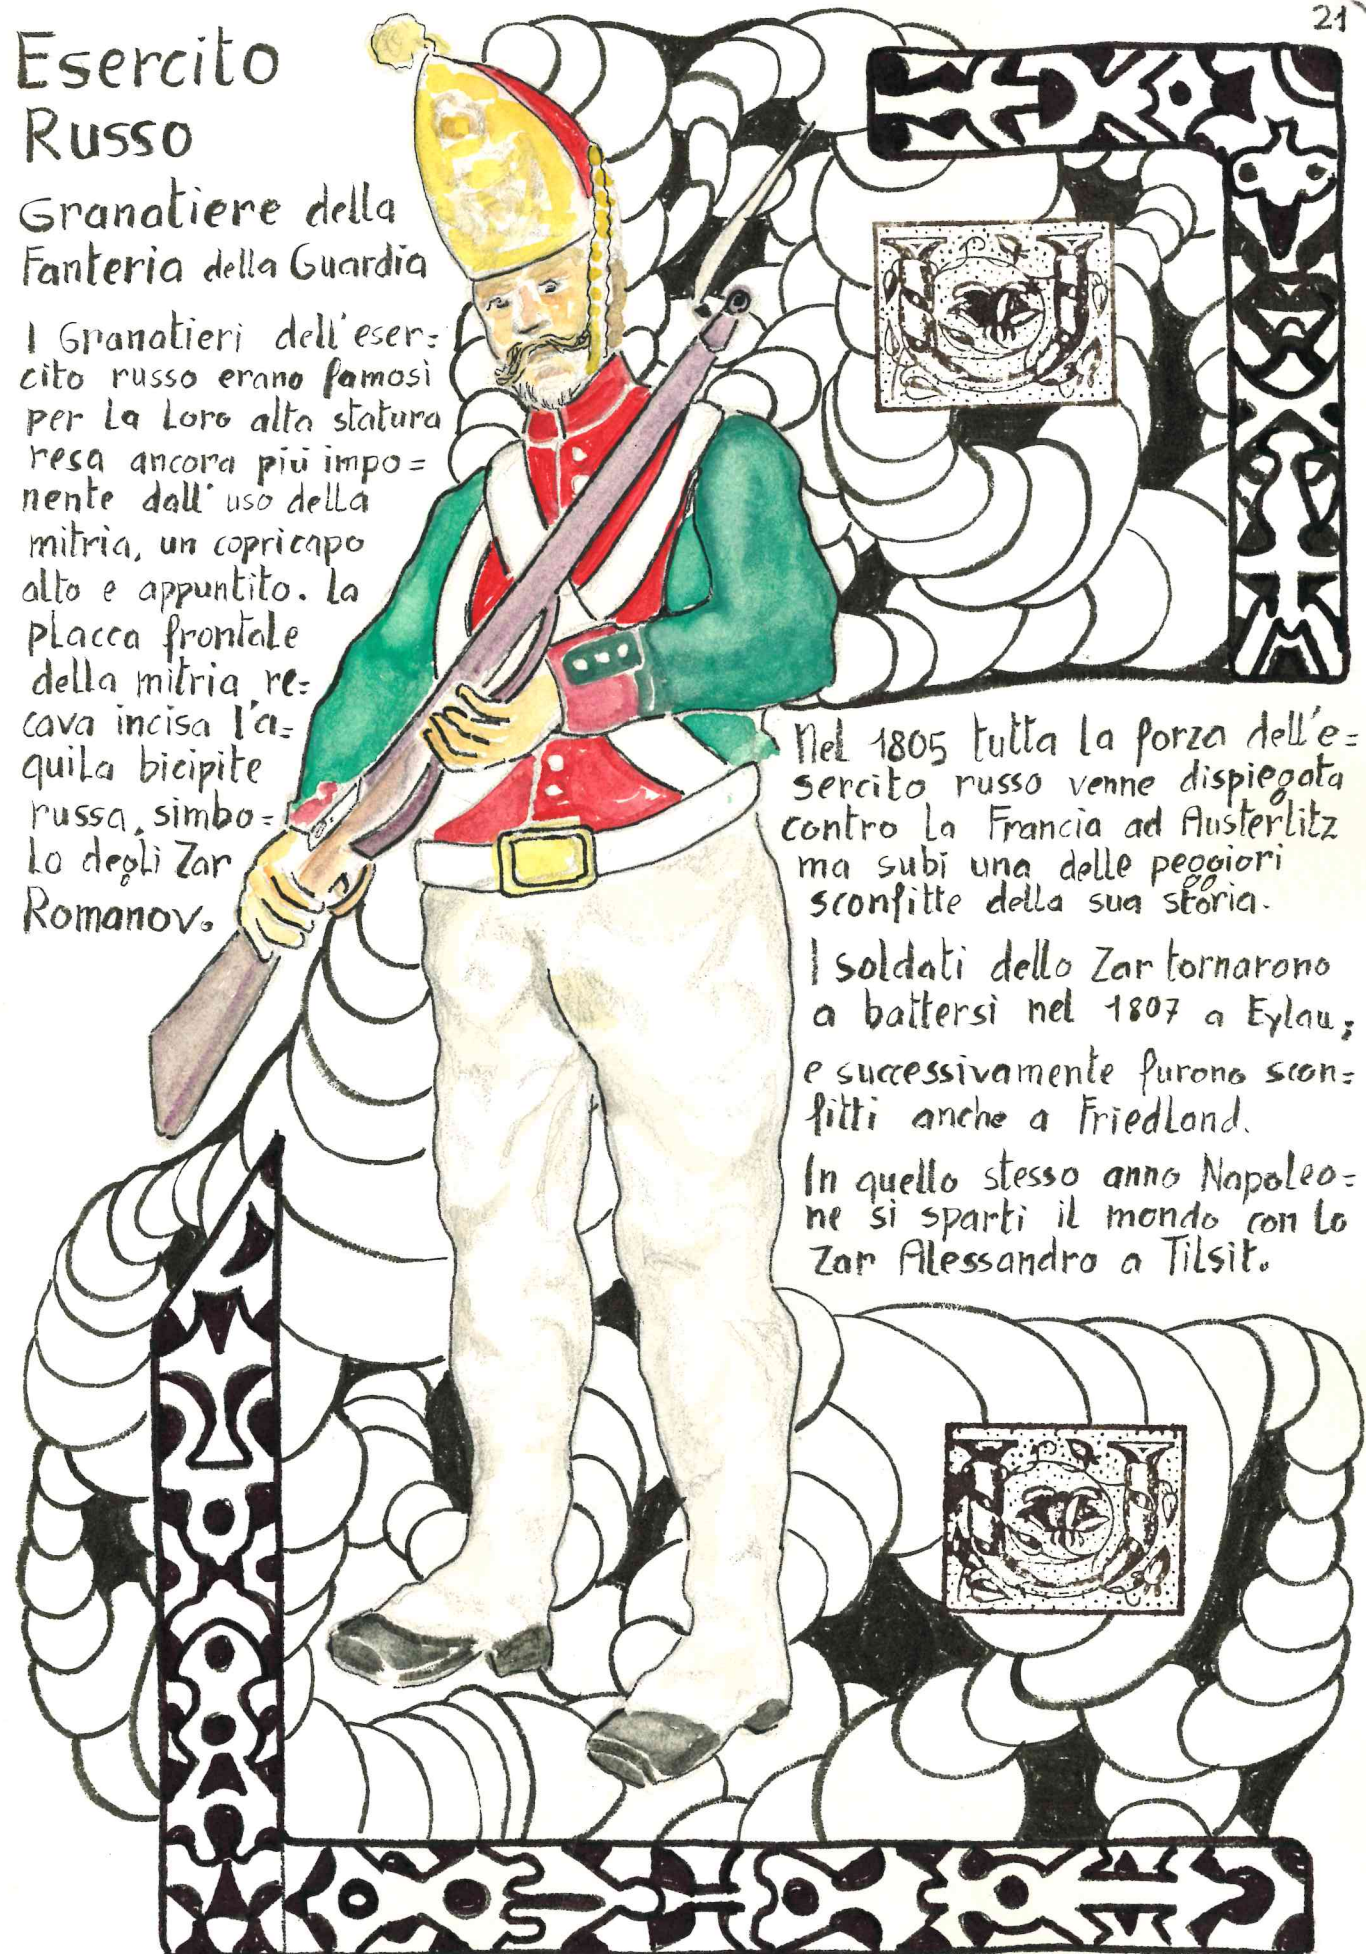 21
Esercito
Russo
Granatiere della
Fanteria della Guardia
I Granatieri dell'eser=
cito russo erano famosi
per la loro alta statura
resa ancora più impo=
nente dall'uso della
mitria, un copricapo
alto e appuntito. La
placca frontale
della mitria re=
cava incisa l'a=
quila bicipite
russa, simbo=
lo degli Zar
Romanov.
Nel 1805 tutta la forza dell'e=
sercito russo venne dispiegata
contro la Francia ad Austerlitz
ma subì una delle peggiori
sconfitte della sua storia.
I soldati dello Zar tornarono
a battersi nel 1807 a Eylau;
e successivamente furono scon=
fitti anche a Friedland.
In quello stesso anno Napoleo=
ne si spartì il mondo con lo
Zar Alessandro a Tilsit.